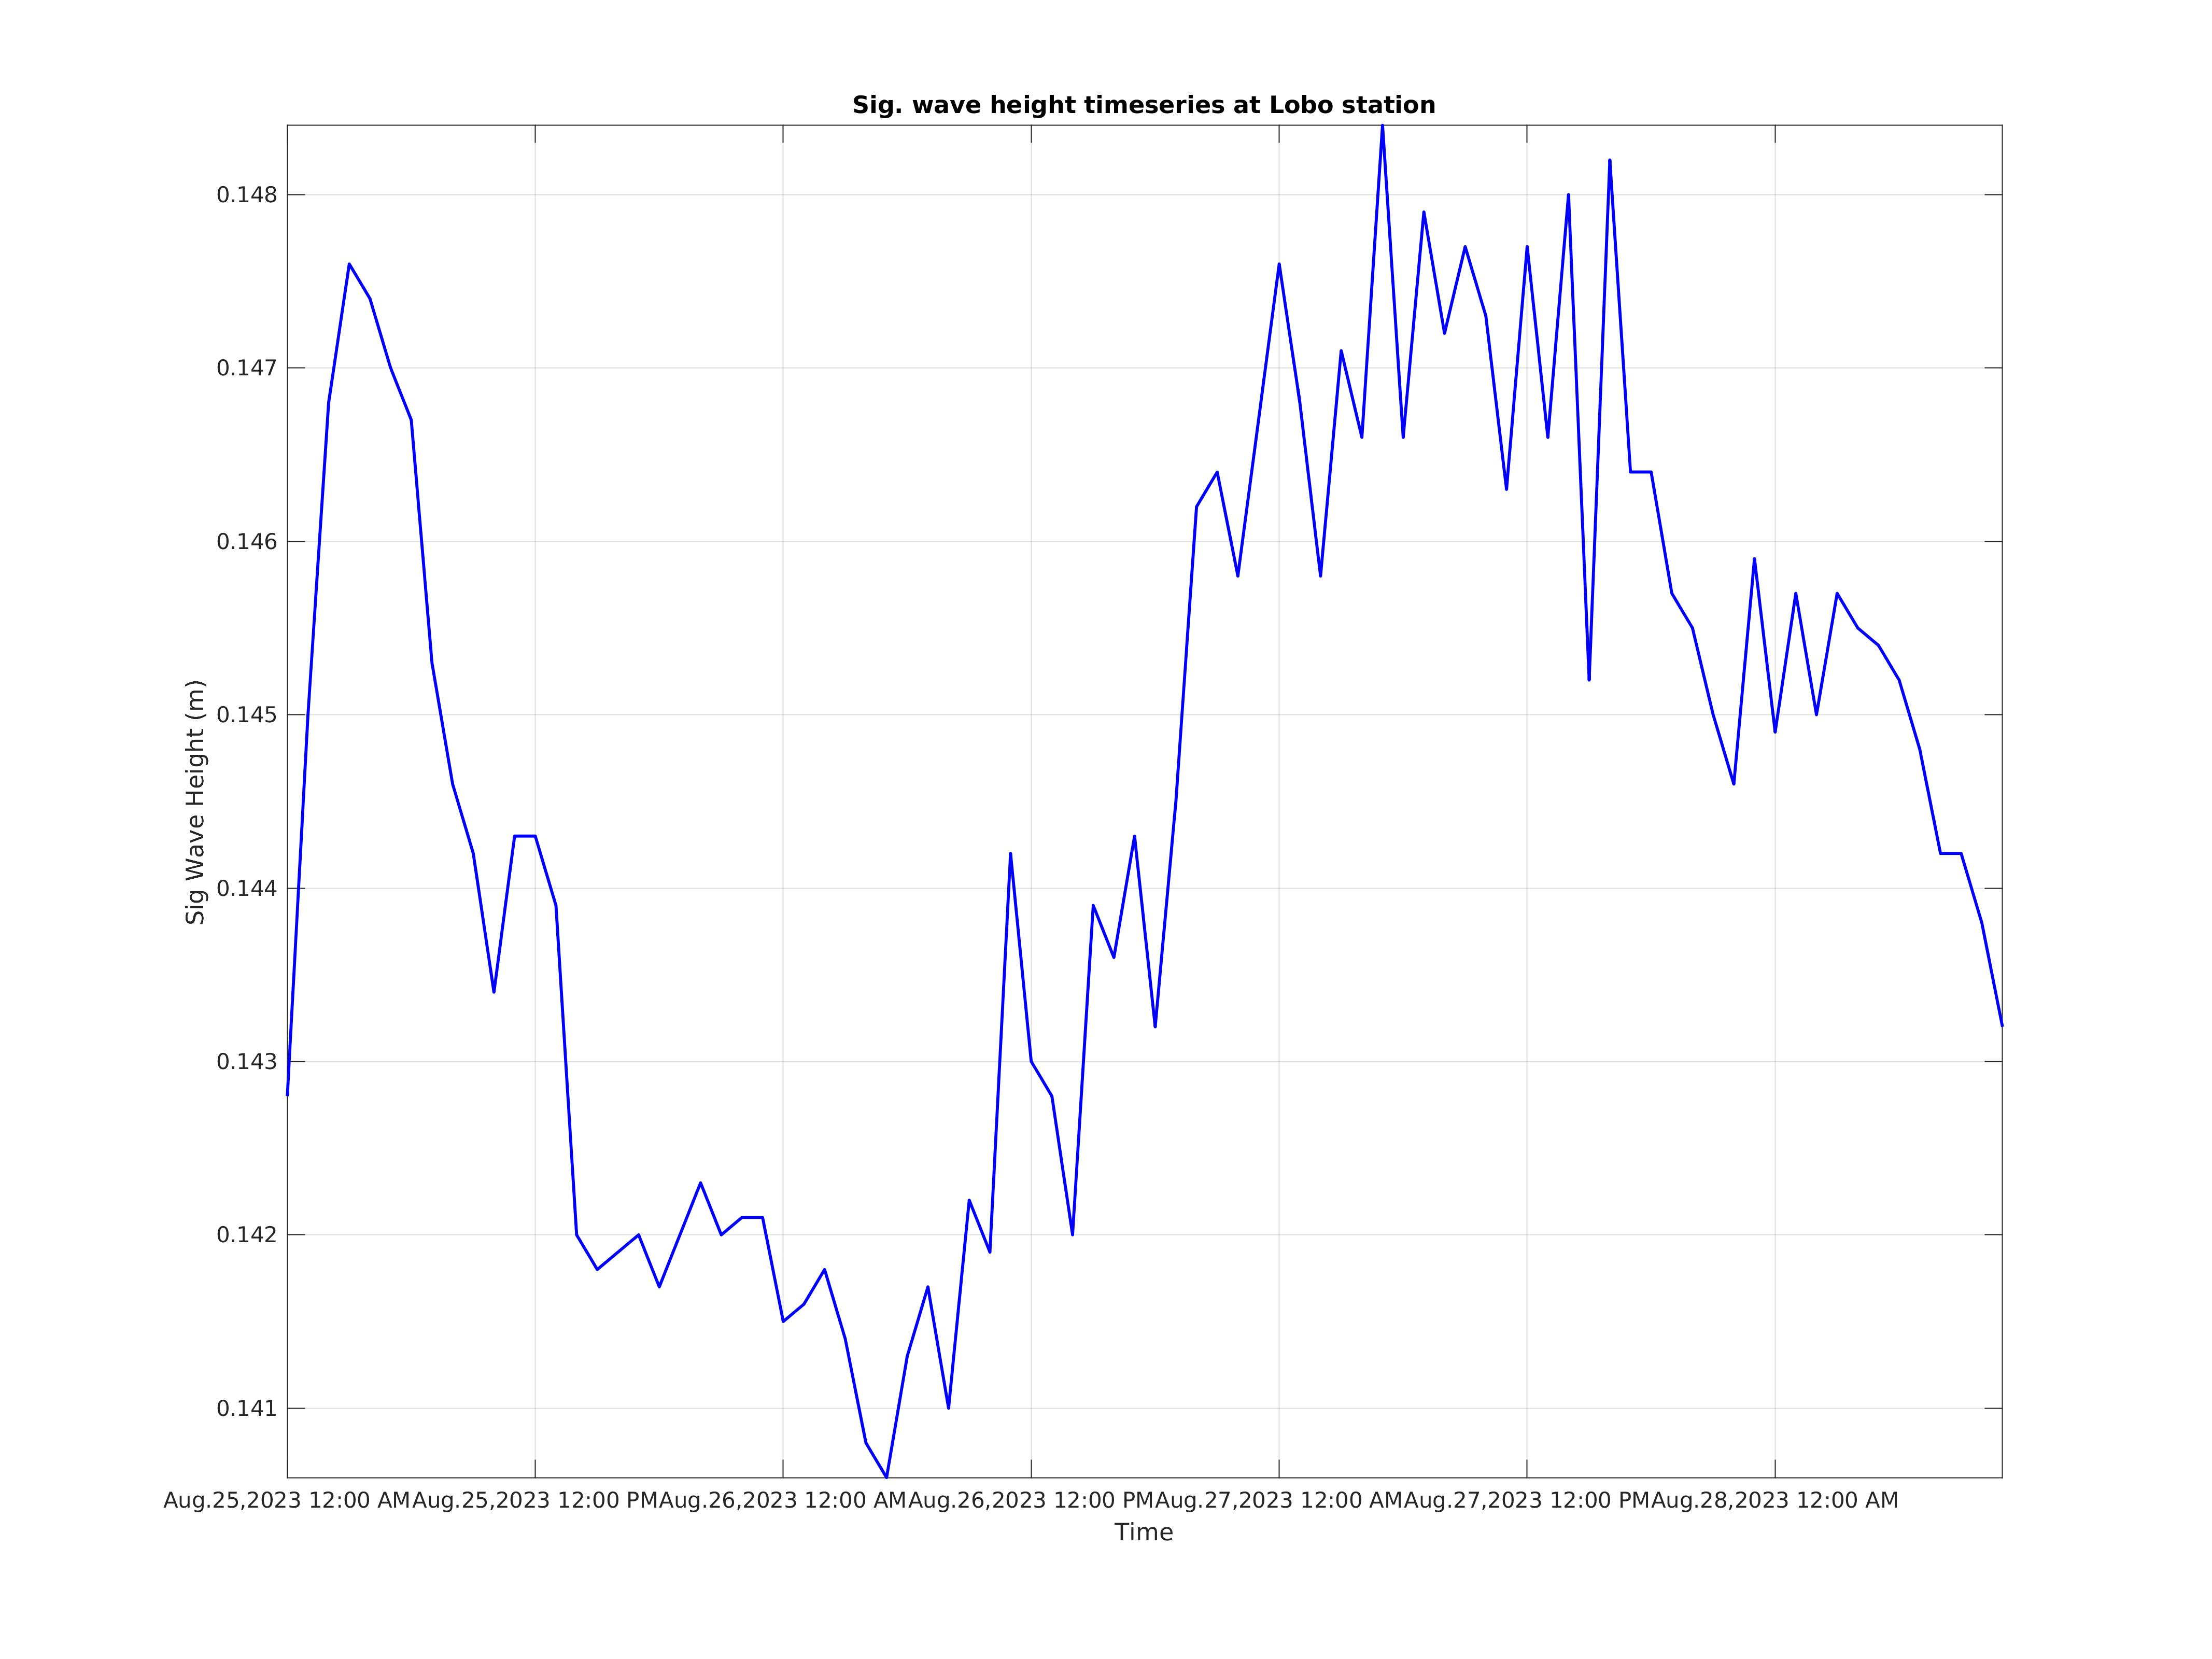 Sig. wave height timeseries at Lobo station
0.148
0.147
0.146
0.145
0.144
0.143
0.142
0.141
Sig Wave Height (m)
Aug.25,2023 12:00 AM Aug.25,2023 12:00 PM Aug.26,2023 12:00 AM Aug.26,2023 12:00 PM Aug.27,2023 12:00 AM Aug.27,2023 12:00 PM Aug.28,2023 12:00 AM
Time